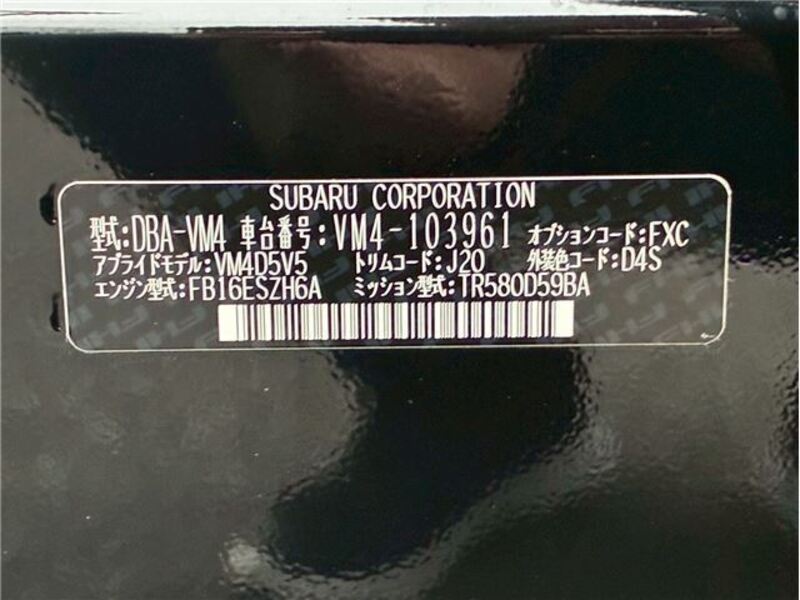 SUBARU CORPORATION
型式:DBA-VM4 車台番号:VM4-103961 オプションコード:FXC
アプライドモデル:VM4D5V5 トリムコード:J20 外装色コード:D4S
エンジン型式:FB16ESZH6A ミッション型式:TR580D59BA